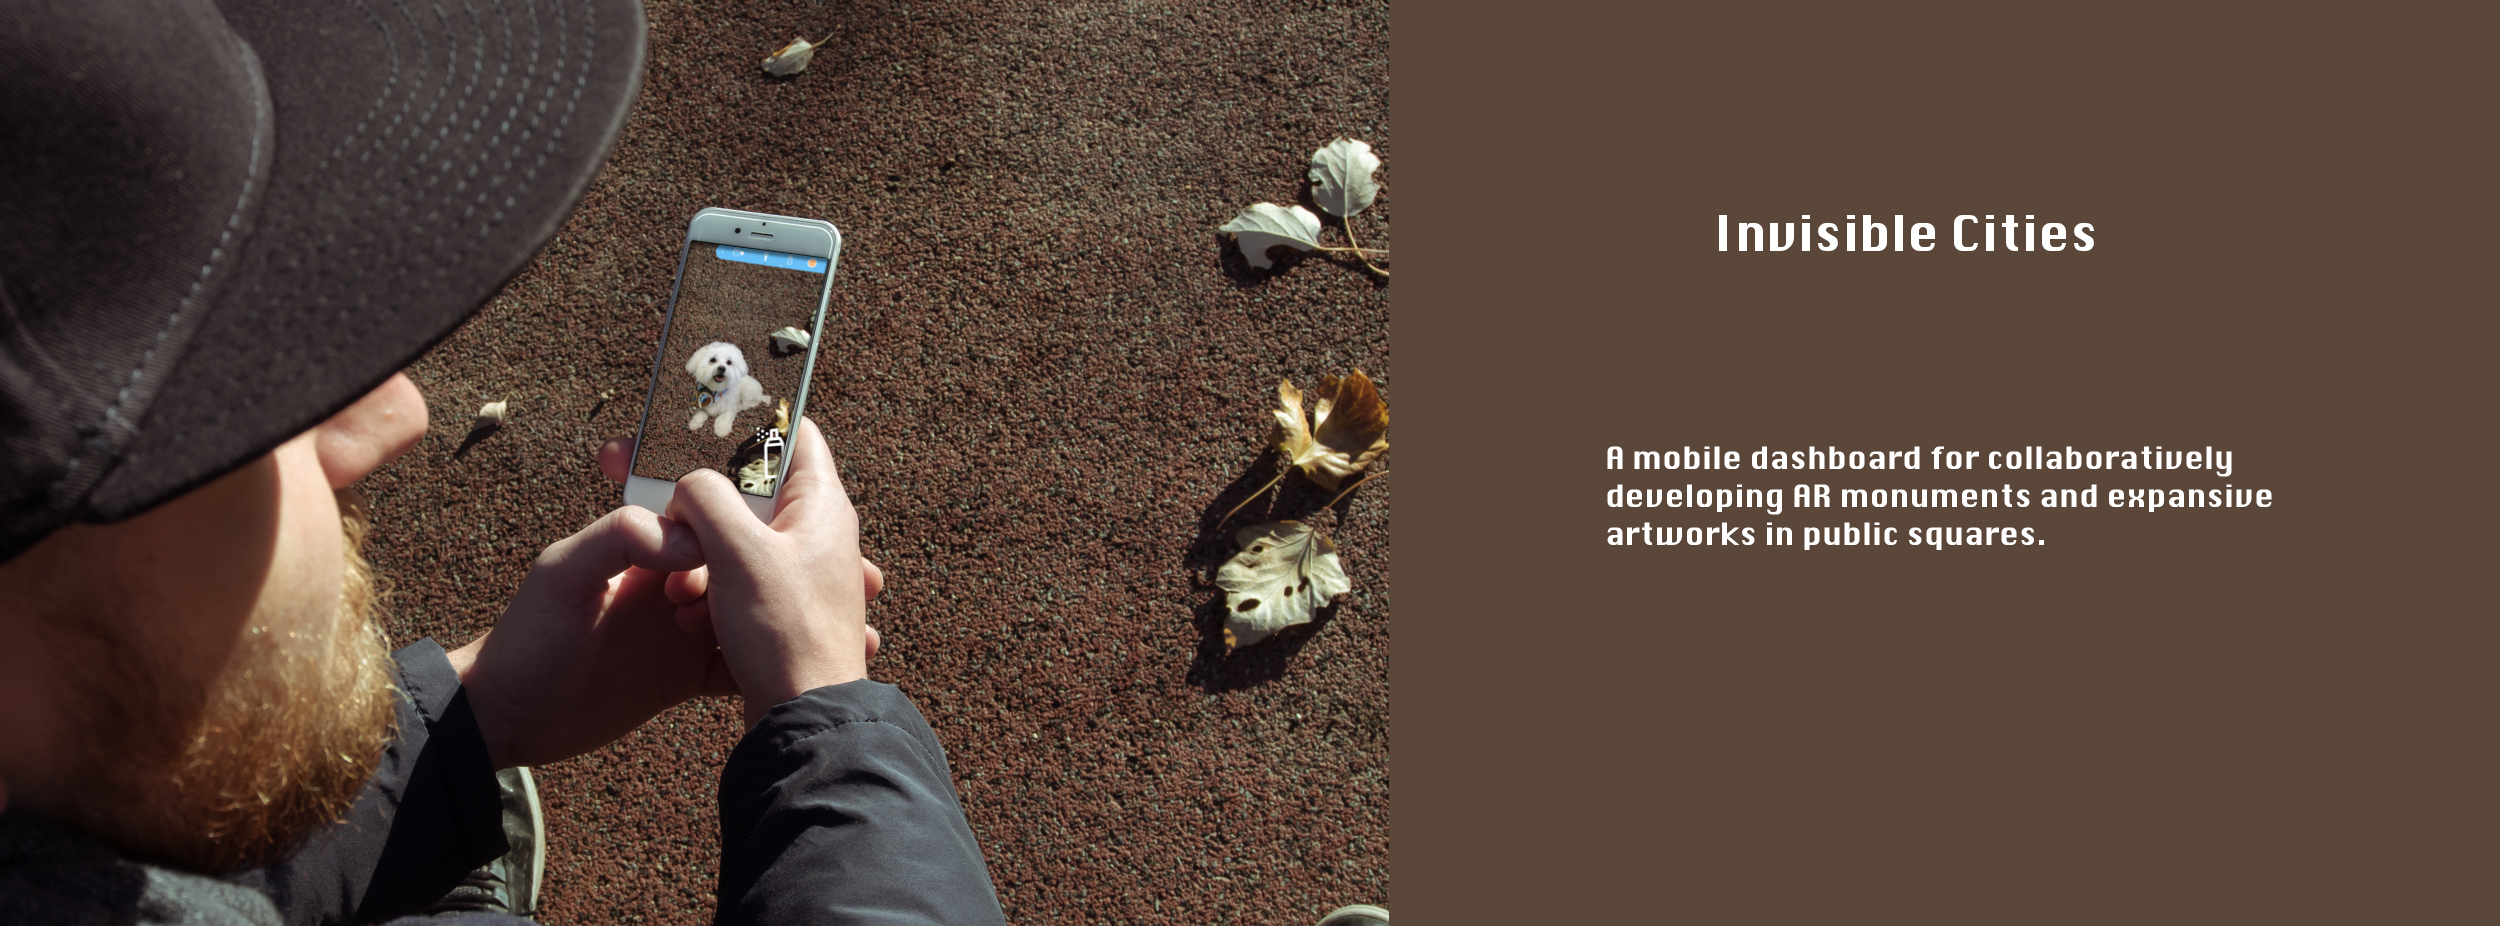 Invisible Cities
A mobile dashboard for collaboratively
developing AR monuments and expansive
artworks in public squares.